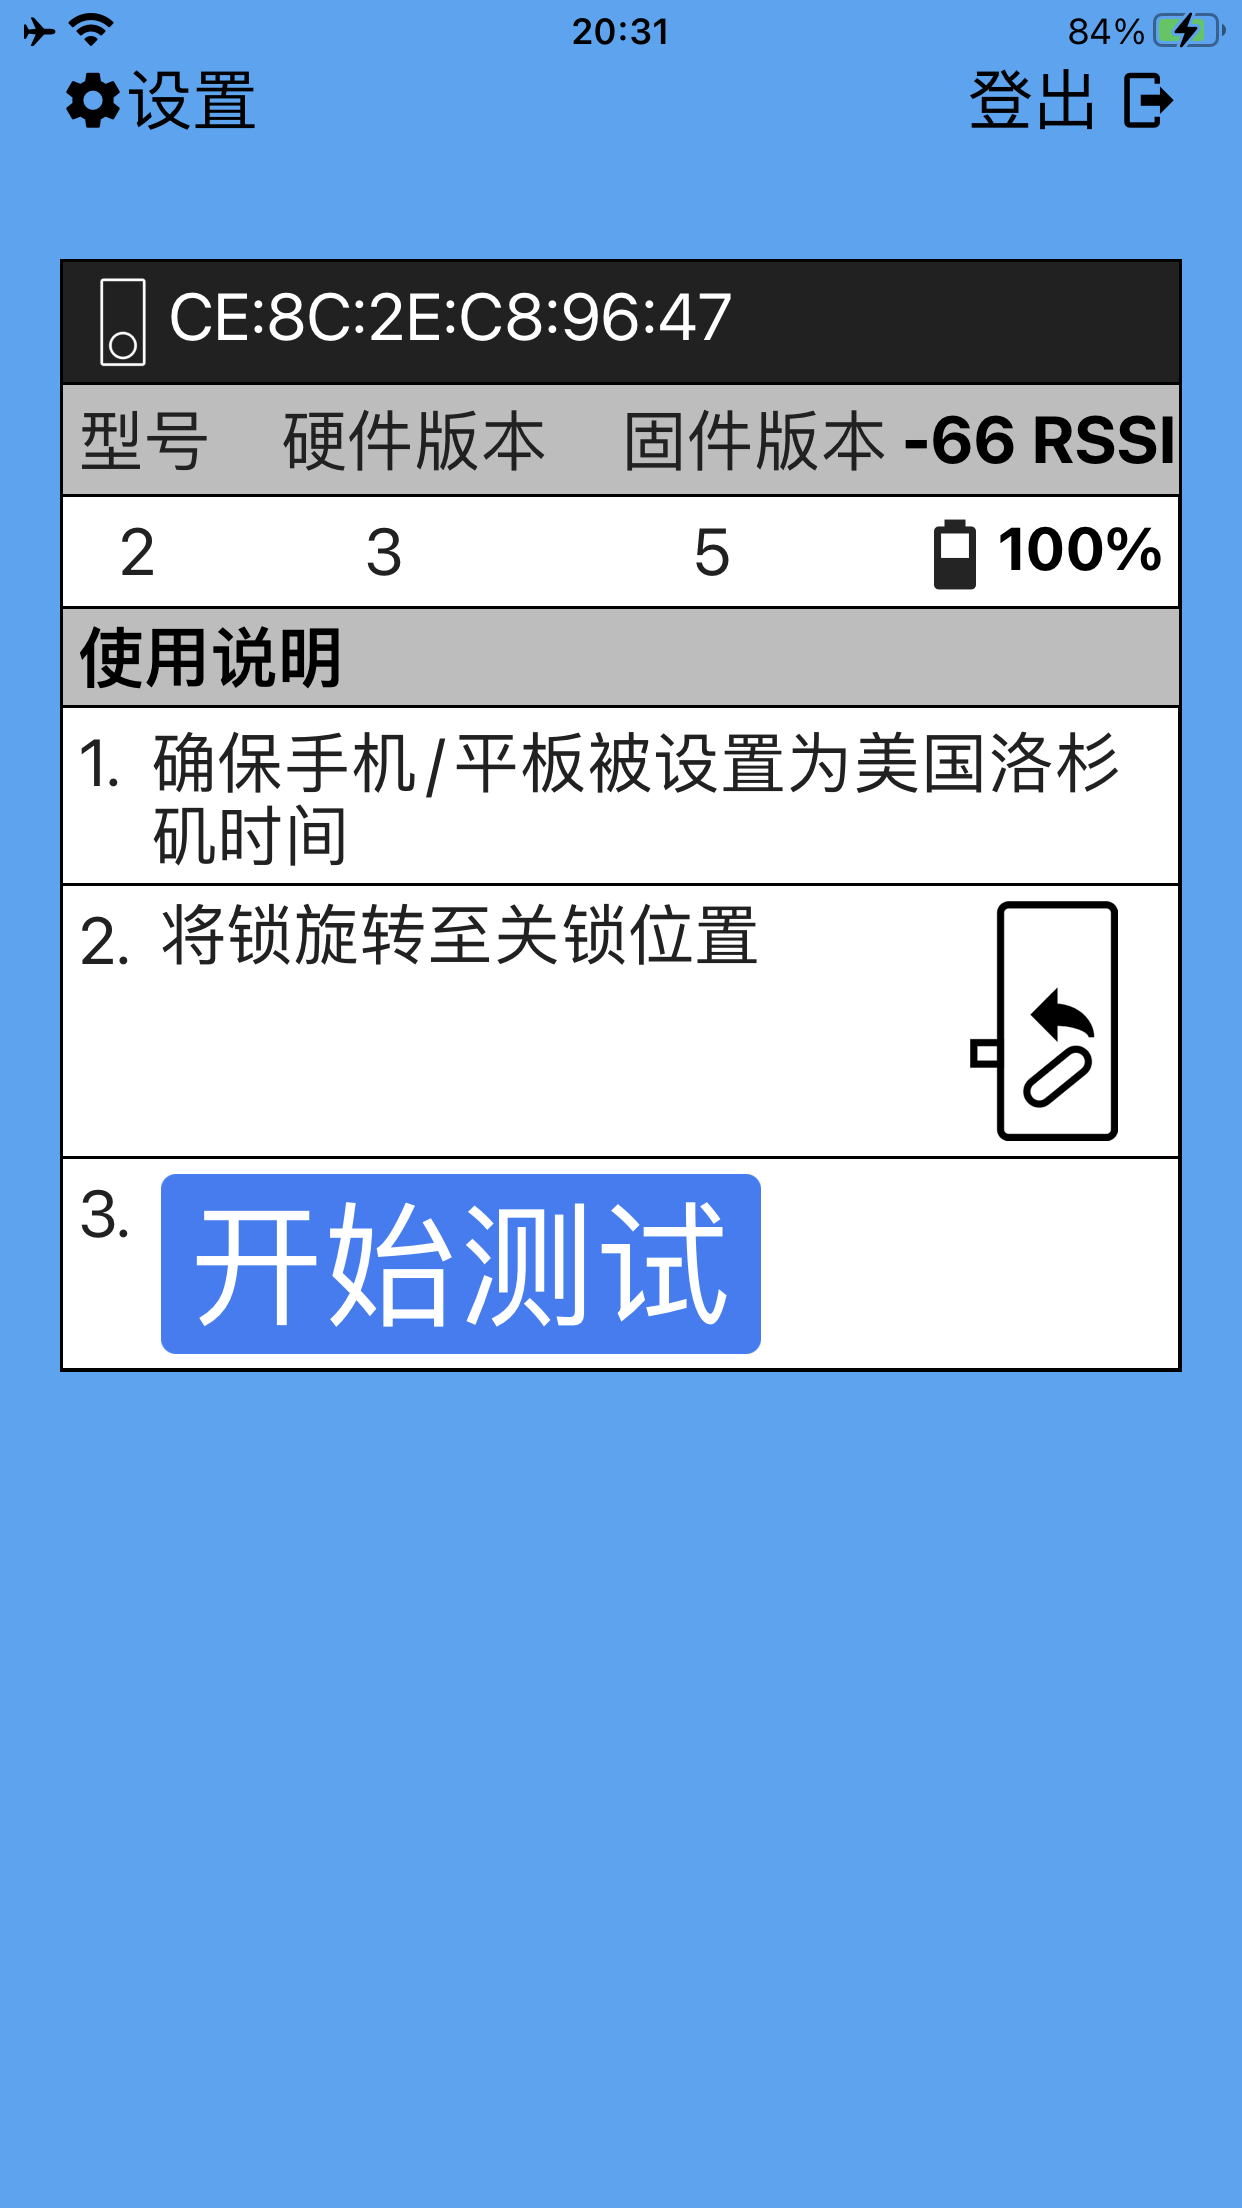 20:31
84%
设置
登出
CE:8C:2E:C8:96:47
型号 硬件版本 固件版本 -66 RSSI
2 3 5 100%
使用说明
1. 确保手机/平板被设置为美国洛杉
矶时间
2. 将锁旋转至关锁位置
3. 开始测试